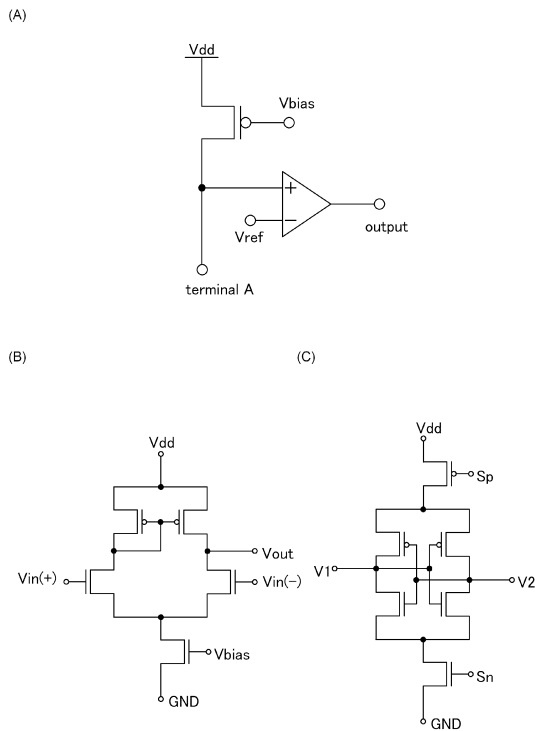 (A)
Vdd
Vbias
+
−
Vref
output
terminal A
(B)
(C)
Vdd
Vdd
Sp
Vout
Vin(+)
Vin(−)
V1
V2
Vbias
Sn
GND
GND